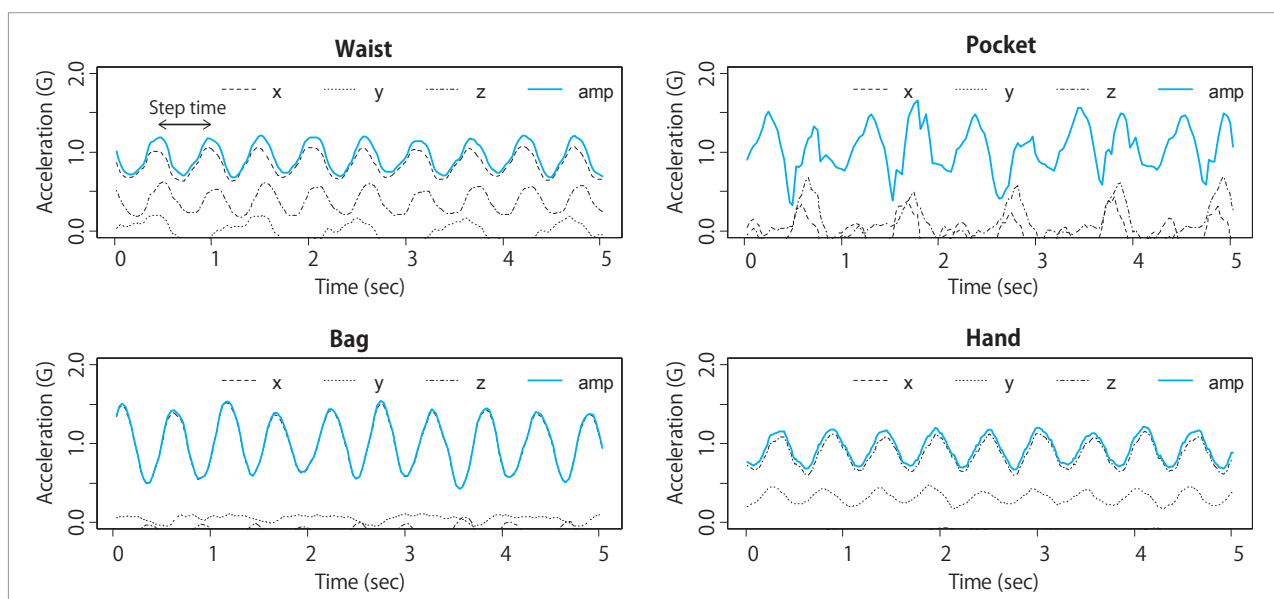 Waist
Acceleration (G)
2.0
1.0
0.0
x y z amp
Step time
0 1 2 3 4 5
Time (sec)
Pocket
Acceleration (G)
2.0
1.0
0.0
x y z amp
0 1 2 3 4 5
Time (sec)
Bag
Acceleration (G)
2.0
1.0
0.0
x y z amp
0 1 2 3 4 5
Time (sec)
Hand
Acceleration (G)
2.0
1.0
0.0
x y z amp
0 1 2 3 4 5
Time (sec)